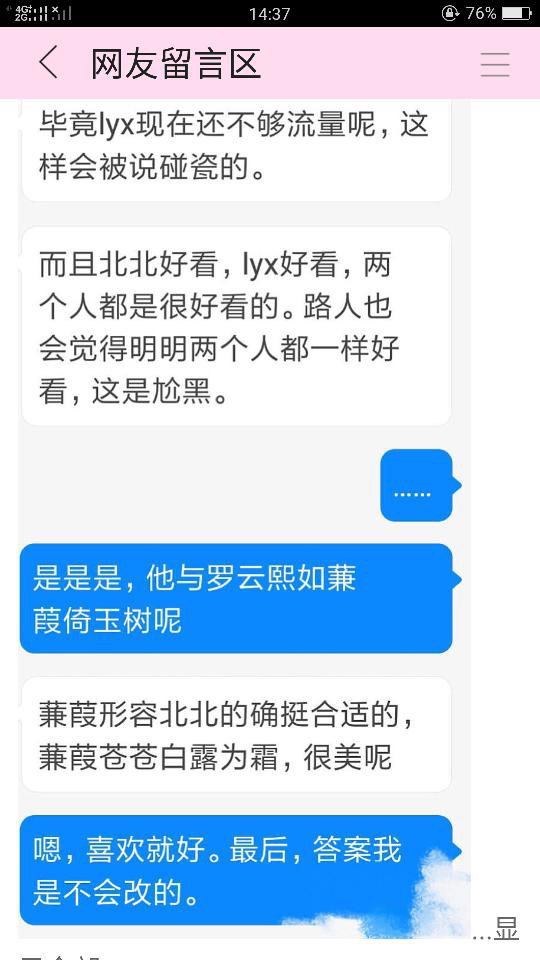 4G 2G
14:37
76%
网友留言区
毕竟lyx现在还不够流量呢，这
样会被说碰瓷的。
而且北北好看，lyx好看，两
个人都是很好看的。路人也
会觉得明明两个人都一样好
看，这是尬黑。
……
是是是，他与罗云熙如蒹
葭倚玉树呢
蒹葭形容北北的确挺合适的，
蒹葭苍苍白露为霜，很美呢
嗯，喜欢就好。最后，答案我
是不会改的。
...显